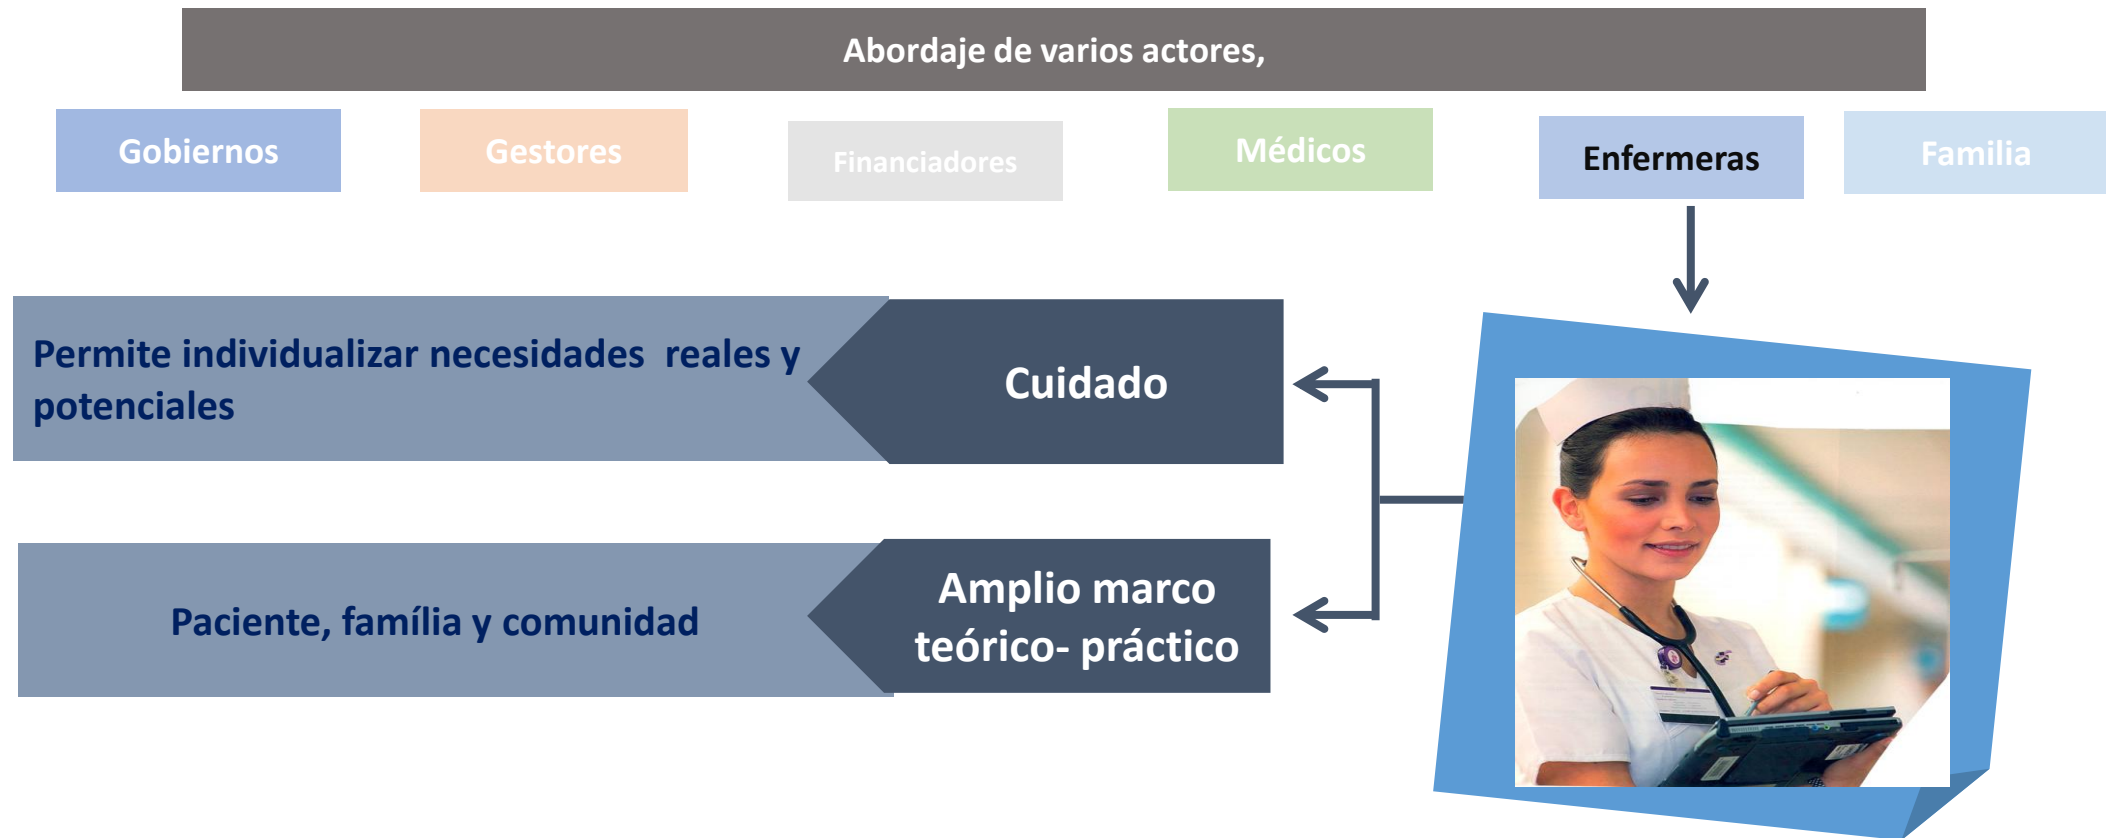 Abordaje de varios actores,
Gobiernos
Gestores
Financiadores
Médicos
Enfermeras
Familia
Permite individualizar necesidades  reales y
potenciales
Cuidado
Paciente, família y comunidad
Amplio marco
teórico- práctico